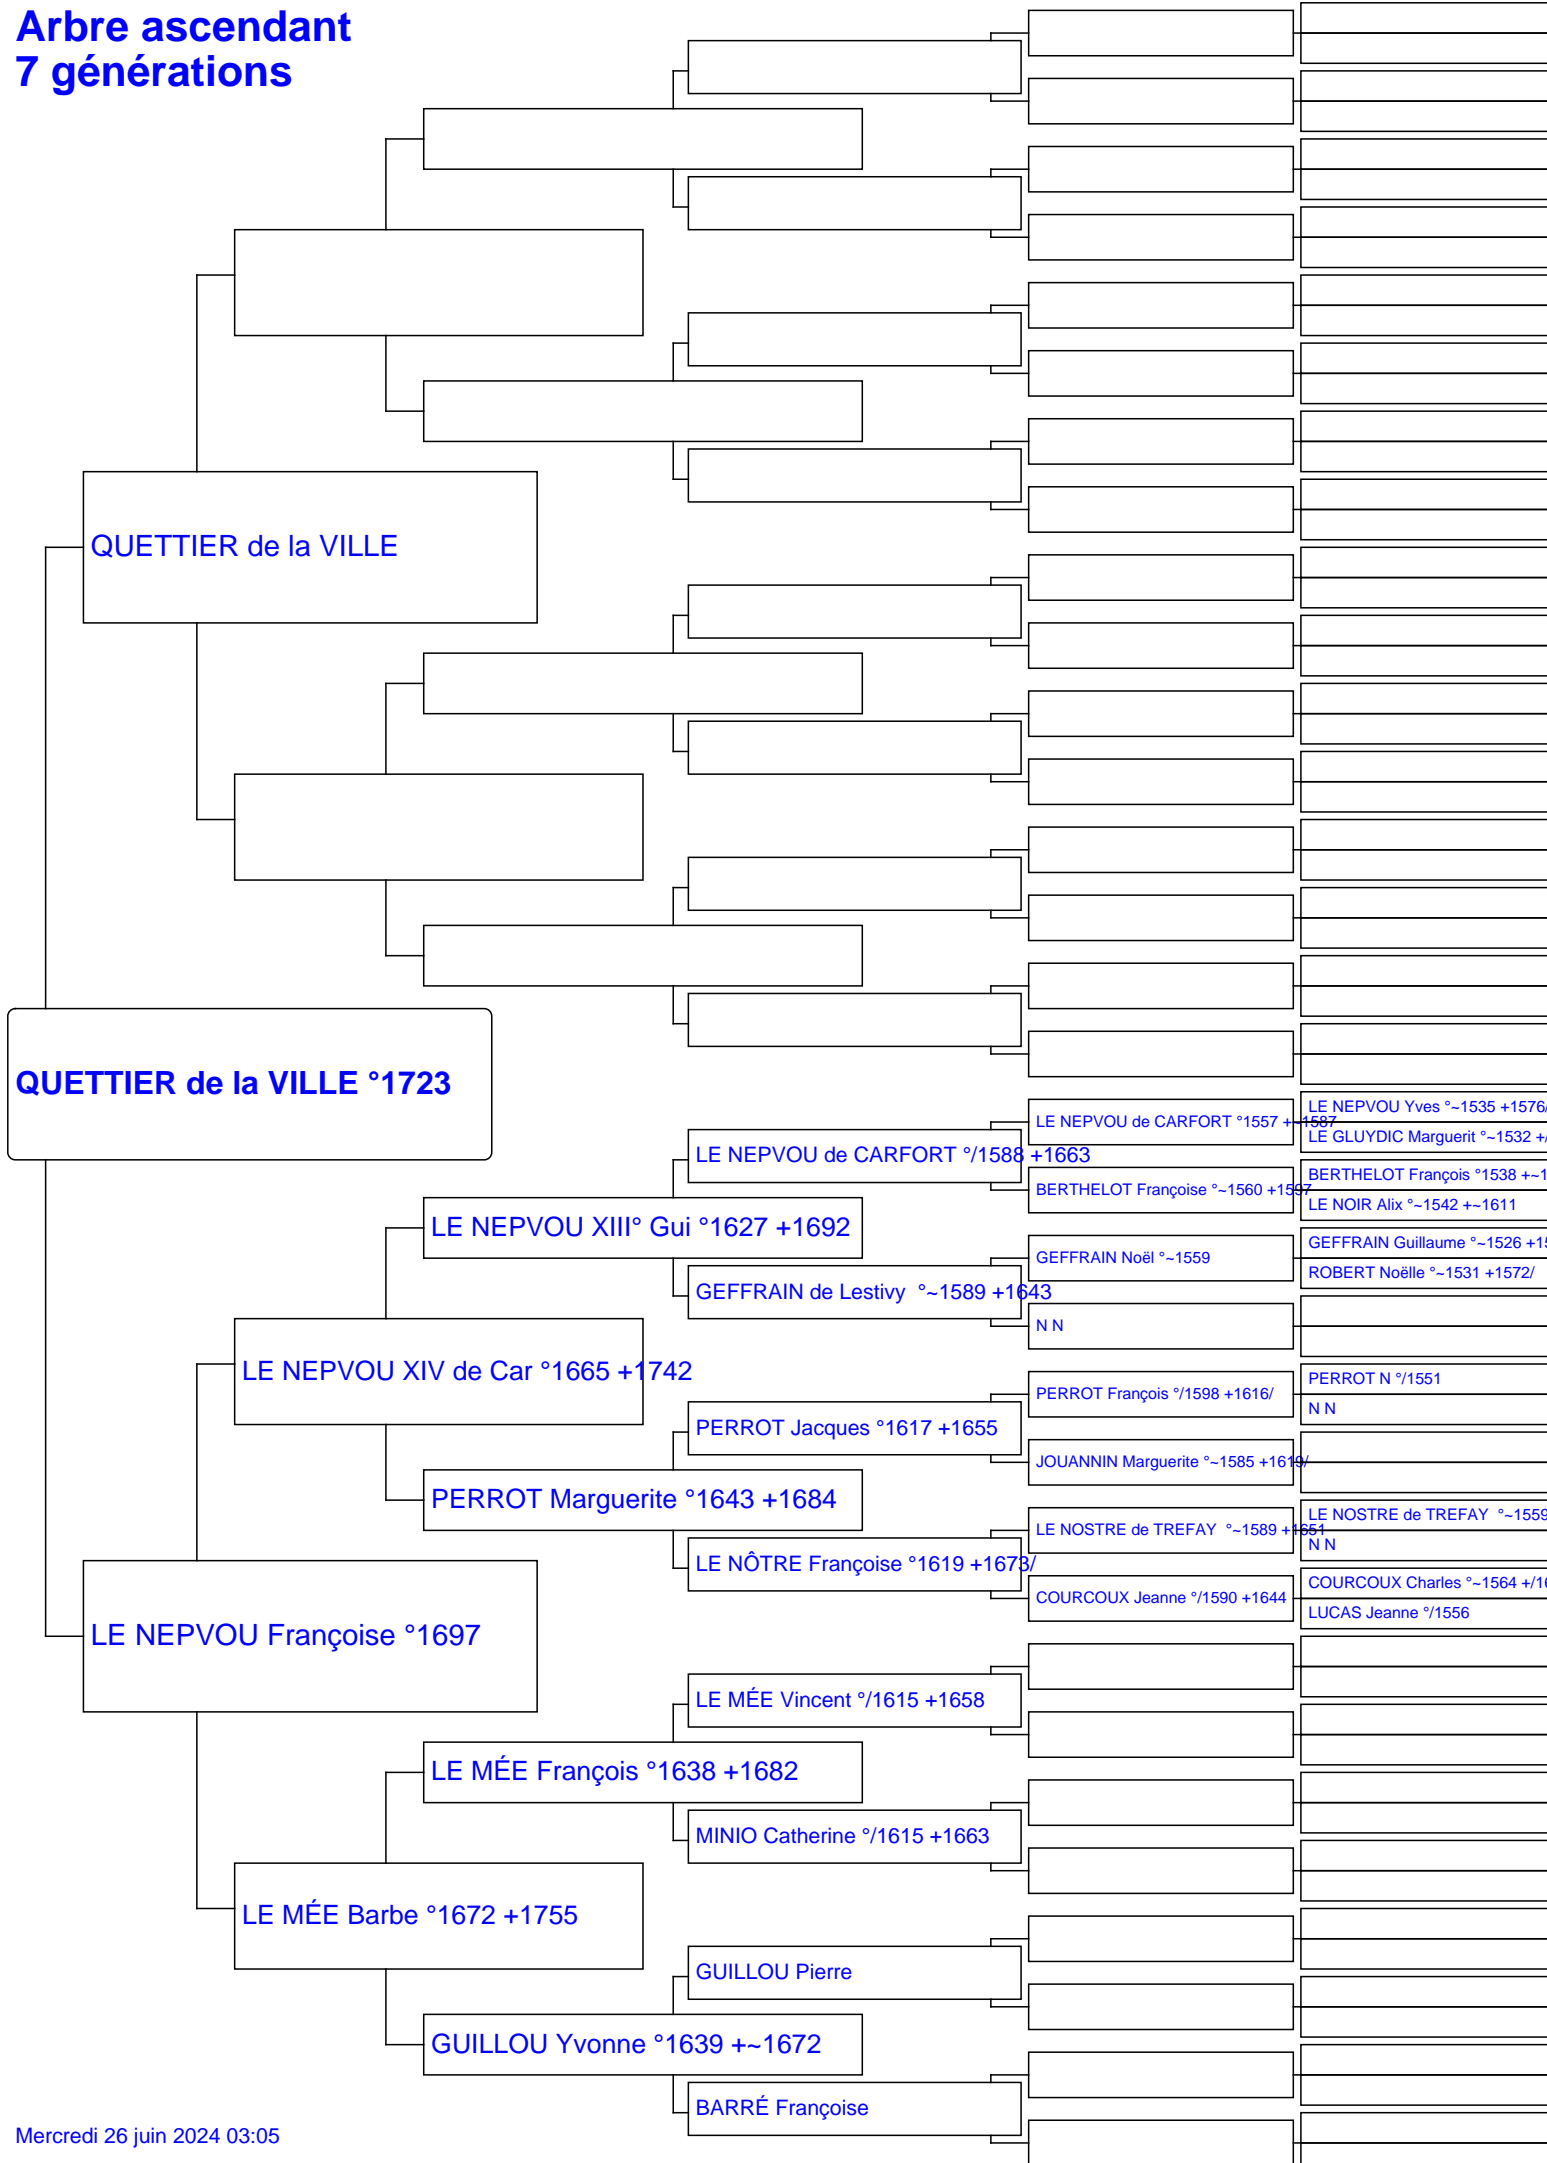 Arbre ascendant
7 générations
QUETTIER de la VILLE
QUETTIER de la VILLE °1723
LE NEPVOU de CARFORT °1557 +~1587
LE NEPVOU Yves °~1535 +1576/
LE GLUYDIC Marguerit °~1532 +/
LE NEPVOU de CARFORT °/1588 +1663
BERTHELOT Françoise °~1560 +1597
BERTHELOT François °1538 +~1
LE NOIR Alix °~1542 +~1611
LE NEPVOU XIII° Gui °1627 +1692
GEFFRAIN Noël °~1559
GEFFRAIN Guillaume °~1526 +15
ROBERT Noëlle °~1531 +1572/
GEFFRAIN de Lestivy °~1589 +1643
N N
LE NEPVOU XIV de Car °1665 +1742
PERROT François °/1598 +1616/
PERROT N °/1551
N N
PERROT Jacques °1617 +1655
JOUANNIN Marguerite °~1585 +1619/
PERROT Marguerite °1643 +1684
LE NOSTRE de TREFAY °~1589 +1651
LE NOSTRE de TREFAY °~1559
N N
LE NÔTRE Françoise °1619 +1673/
COURCOUX Jeanne °/1590 +1644
COURCOUX Charles °~1564 +/16
LUCAS Jeanne °/1556
LE NEPVOU Françoise °1697
LE MÉE Vincent °/1615 +1658
LE MÉE François °1638 +1682
MINIO Catherine °/1615 +1663
LE MÉE Barbe °1672 +1755
GUILLOU Pierre
GUILLOU Yvonne °1639 +~1672
BARRÉ Françoise
Mercredi 26 juin 2024 03:05